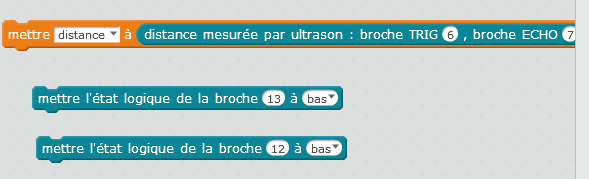 mettre distance à distance mesurée par ultrason : broche TRIG 6 , broche ECHO 7
mettre l'état logique de la broche 13 à bas
mettre l'état logique de la broche 12 à bas